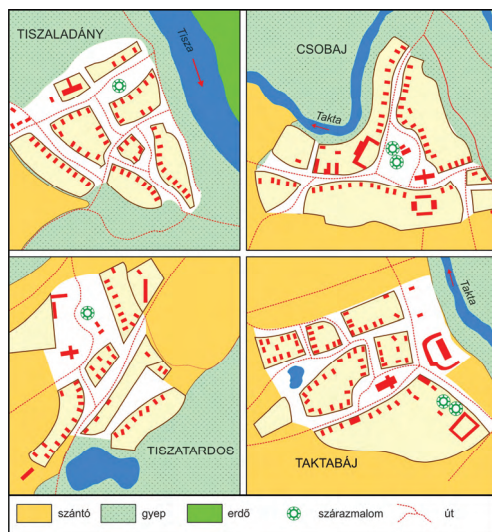 TISZALADÁNY
Tisza
CSOBAJ
Takta
TISZATARDOS
Takta
TAKTABÁJ
szántó
gyep
erdő
szárazmalom
út